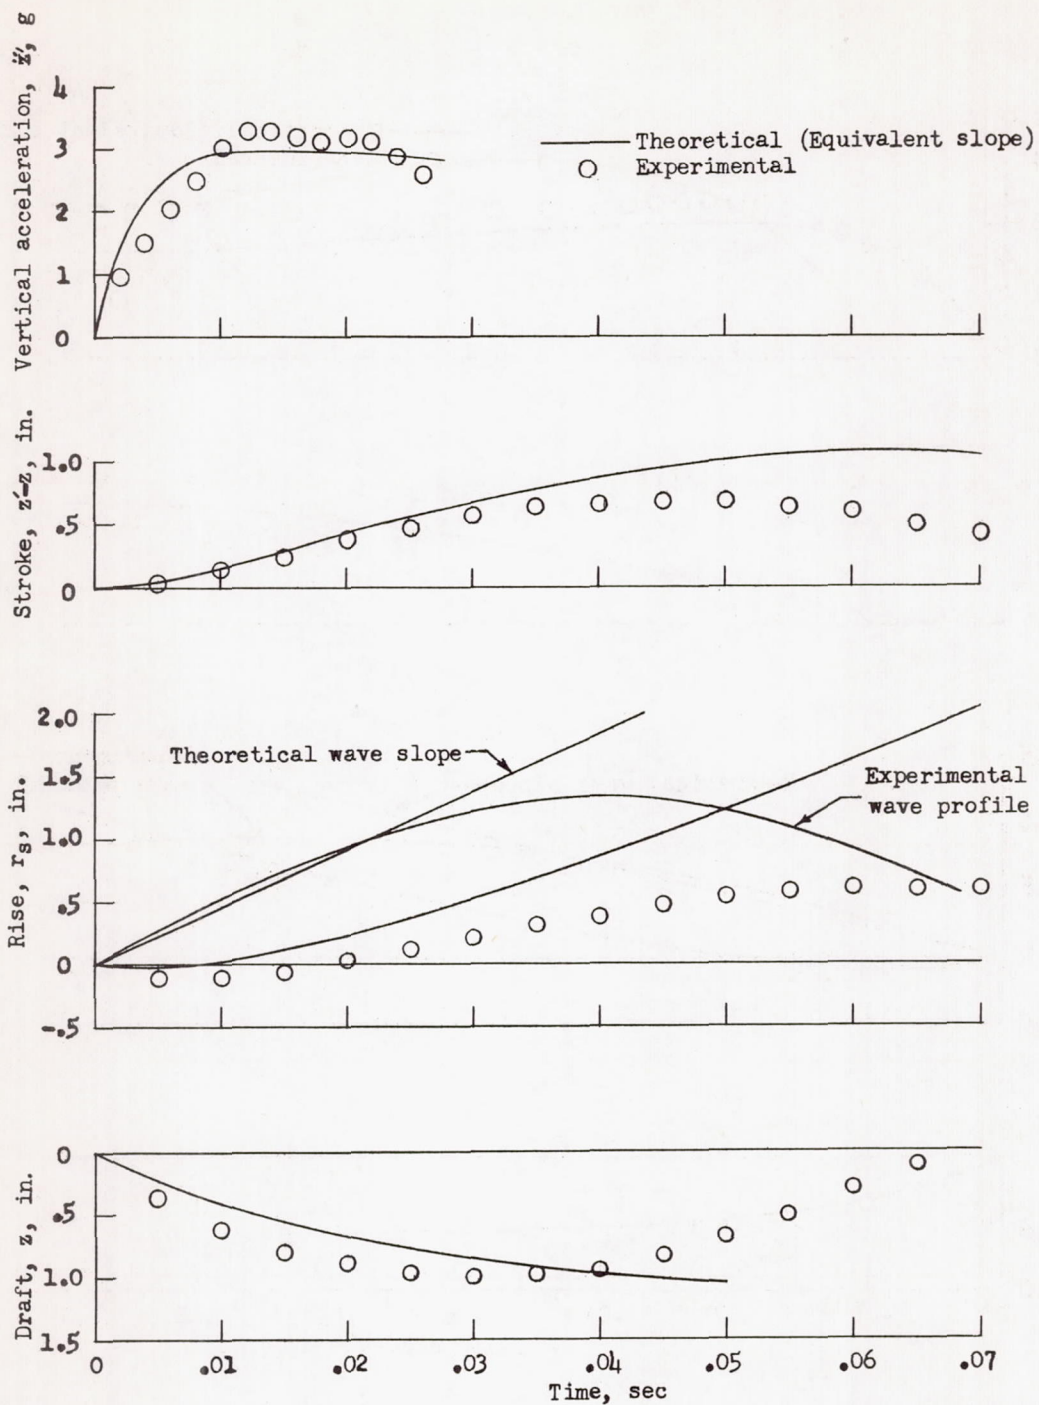 Vertical acceleration, z̈', g
4
3
2
1
0
Theoretical (Equivalent slope)
Experimental
Stroke, z'-z, in.
1.0
.5
0
Rise, rs, in.
2.0
1.5
1.0
.5
0
-.5
Theoretical wave slope
Experimental
wave profile
Draft, z, in.
0
.5
1.0
1.5
0
.01
.02
.03
.04
.05
.06
.07
Time, sec